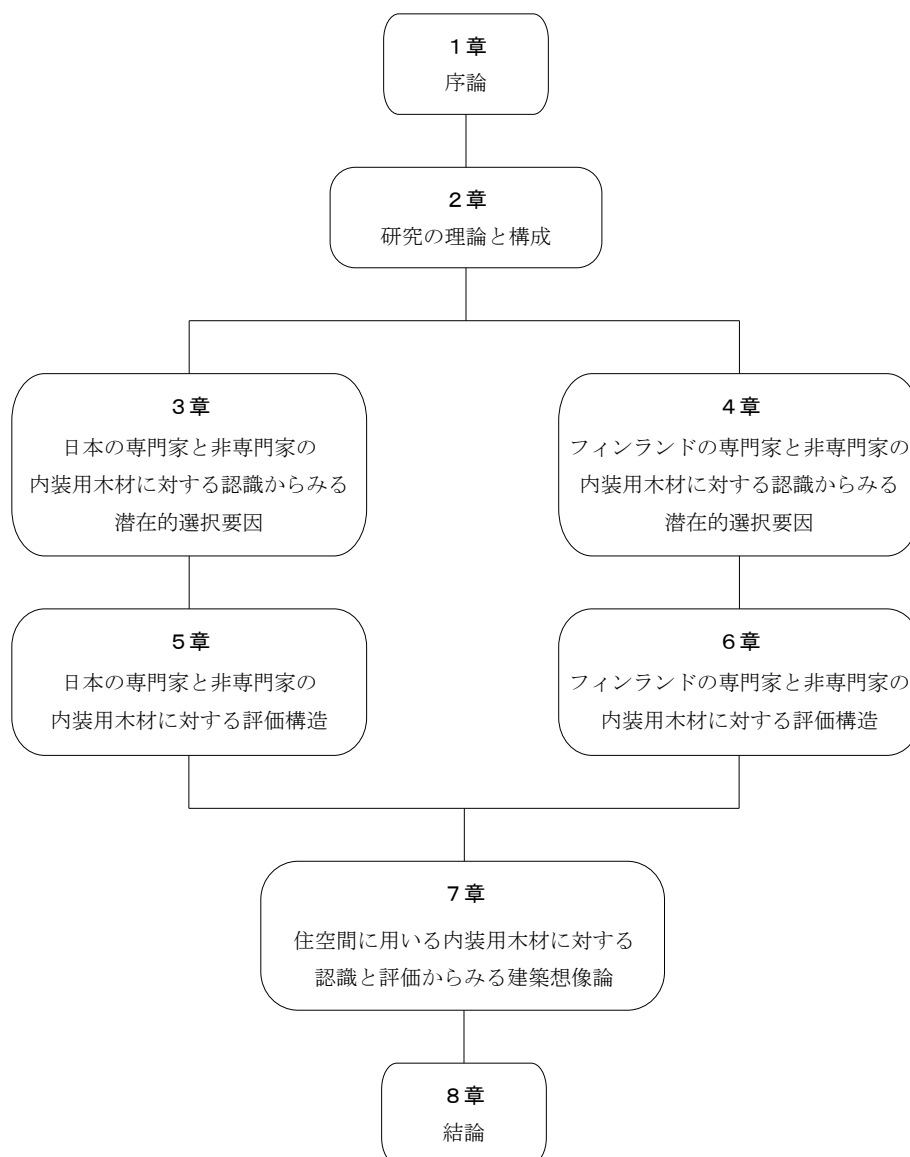 1章
序論
2章
研究の理論と構成
3章
日本の専門家と非専門家の
内装用木材に対する認識からみる
潜在的選択要因
4章
フィンランドの専門家と非専門家の
内装用木材に対する認識からみる
潜在的選択要因
5章
日本の専門家と非専門家の
内装用木材に対する評価構造
6章
フィンランドの専門家と非専門家の
内装用木材に対する評価構造
7章
住空間に用いる内装用木材に対する
認識と評価からみる建築想像論
8章
結論